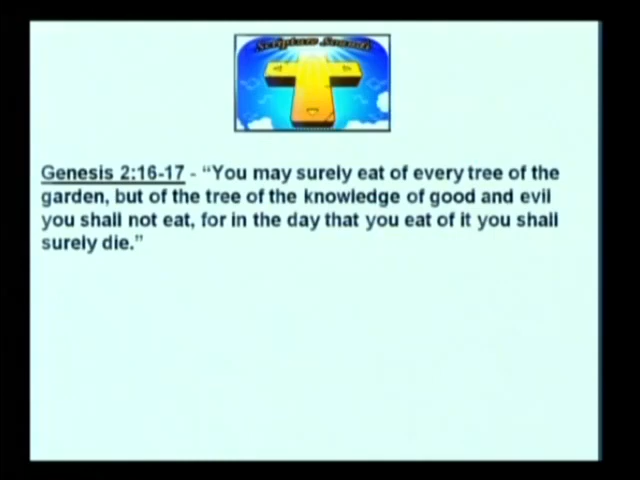 Scripture Sounds
Genesis 2:16-17 - “You may surely eat of every tree of the
garden, but of the tree of the knowledge of good and evil
you shall not eat, for in the day that you eat of it you shall
surely die.”